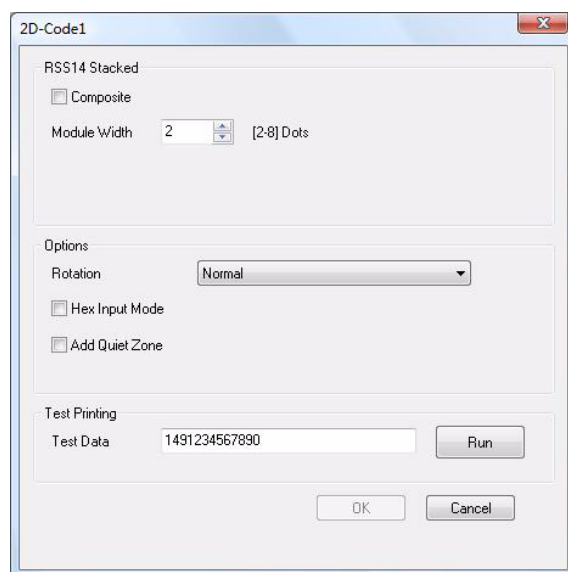 2D-Code1
RSS14 Stacked
Composite
Module Width 2 [2-8] Dots
Options
Rotation Normal
Hex Input Mode
Add Quiet Zone
Test Printing
Test Data 1491234567890 Run
OK Cancel